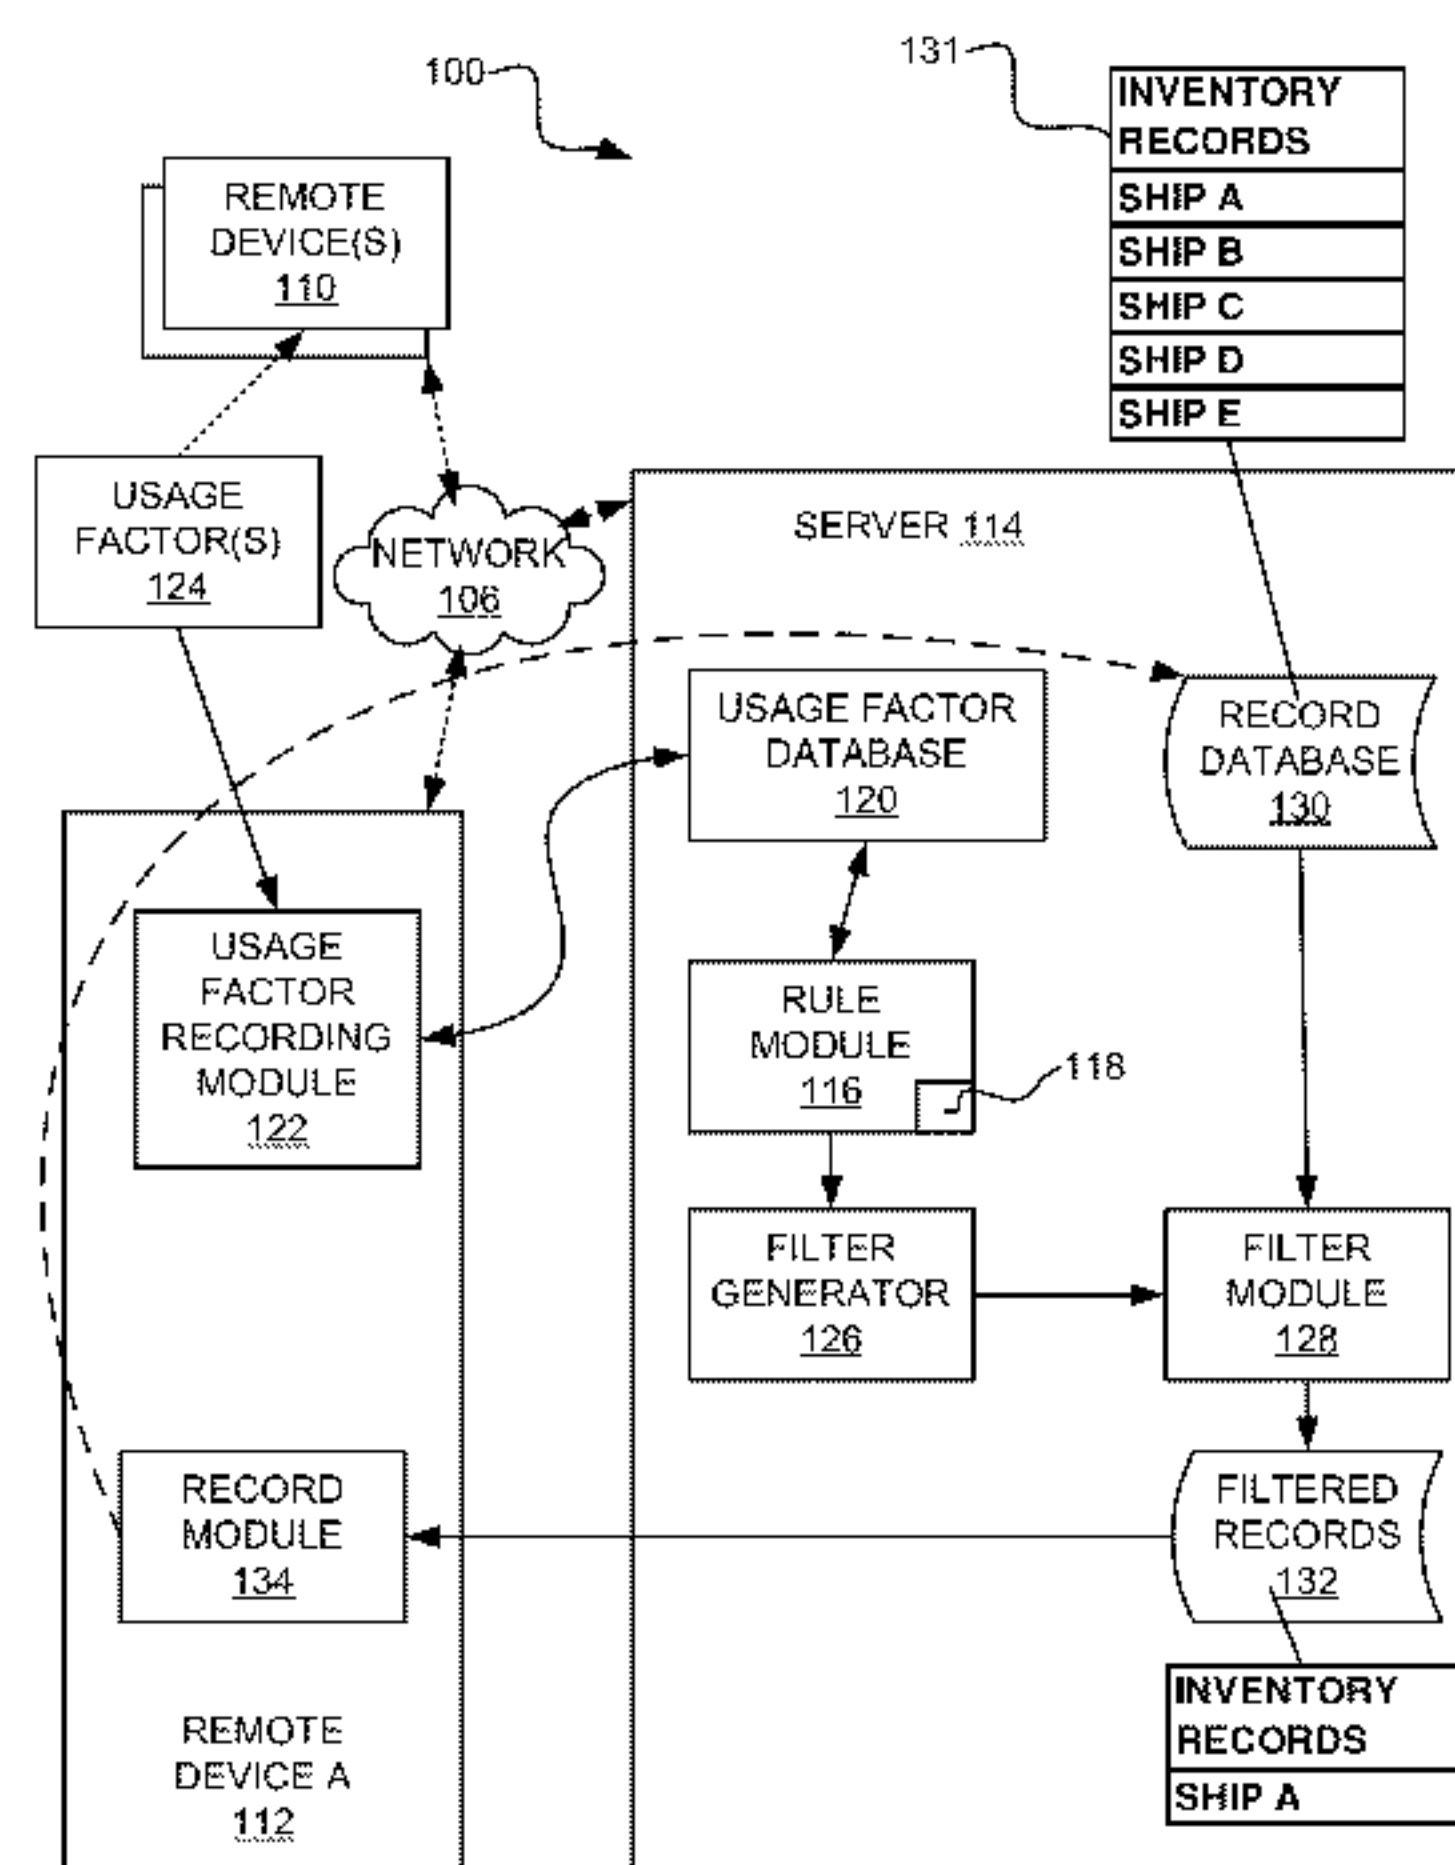 100
131
INVENTORY
RECORDS
SHIP A
SHIP B
SHIP C
SHIP D
SHIP E
REMOTE
DEVICE(S)
110
USAGE
FACTOR(S)
124
NETWORK
106
SERVER 114
USAGE FACTOR
DATABASE
120
RECORD
DATABASE
130
USAGE
FACTOR
RECORDING
MODULE
122
RULE
MODULE
116
118
FILTER
GENERATOR
126
FILTER
MODULE
128
RECORD
MODULE
134
FILTERED
RECORDS
132
INVENTORY
RECORDS
SHIP A
REMOTE
DEVICE A
112